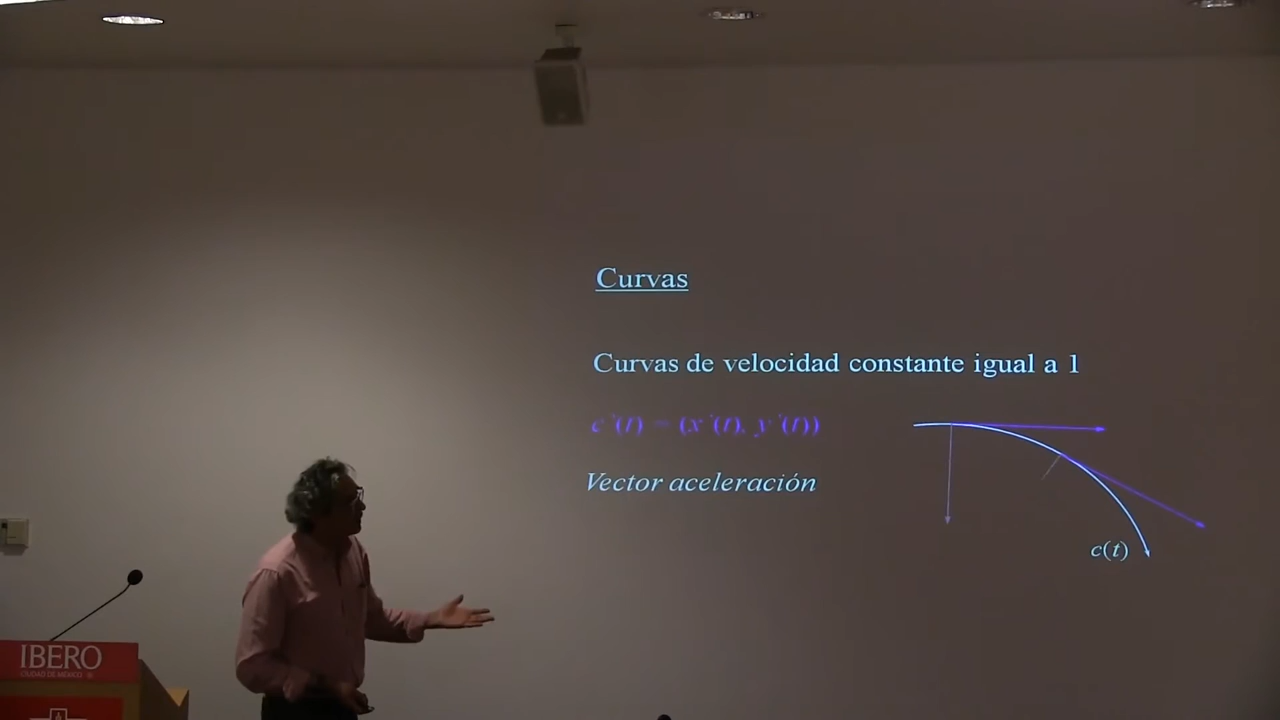 Curvas
Curvas de velocidad constante igual a 1
c'(t) = (x'(t), y'(t))
Vector aceleración
c(t)
IBERO
CIUDAD DE MÉXICO